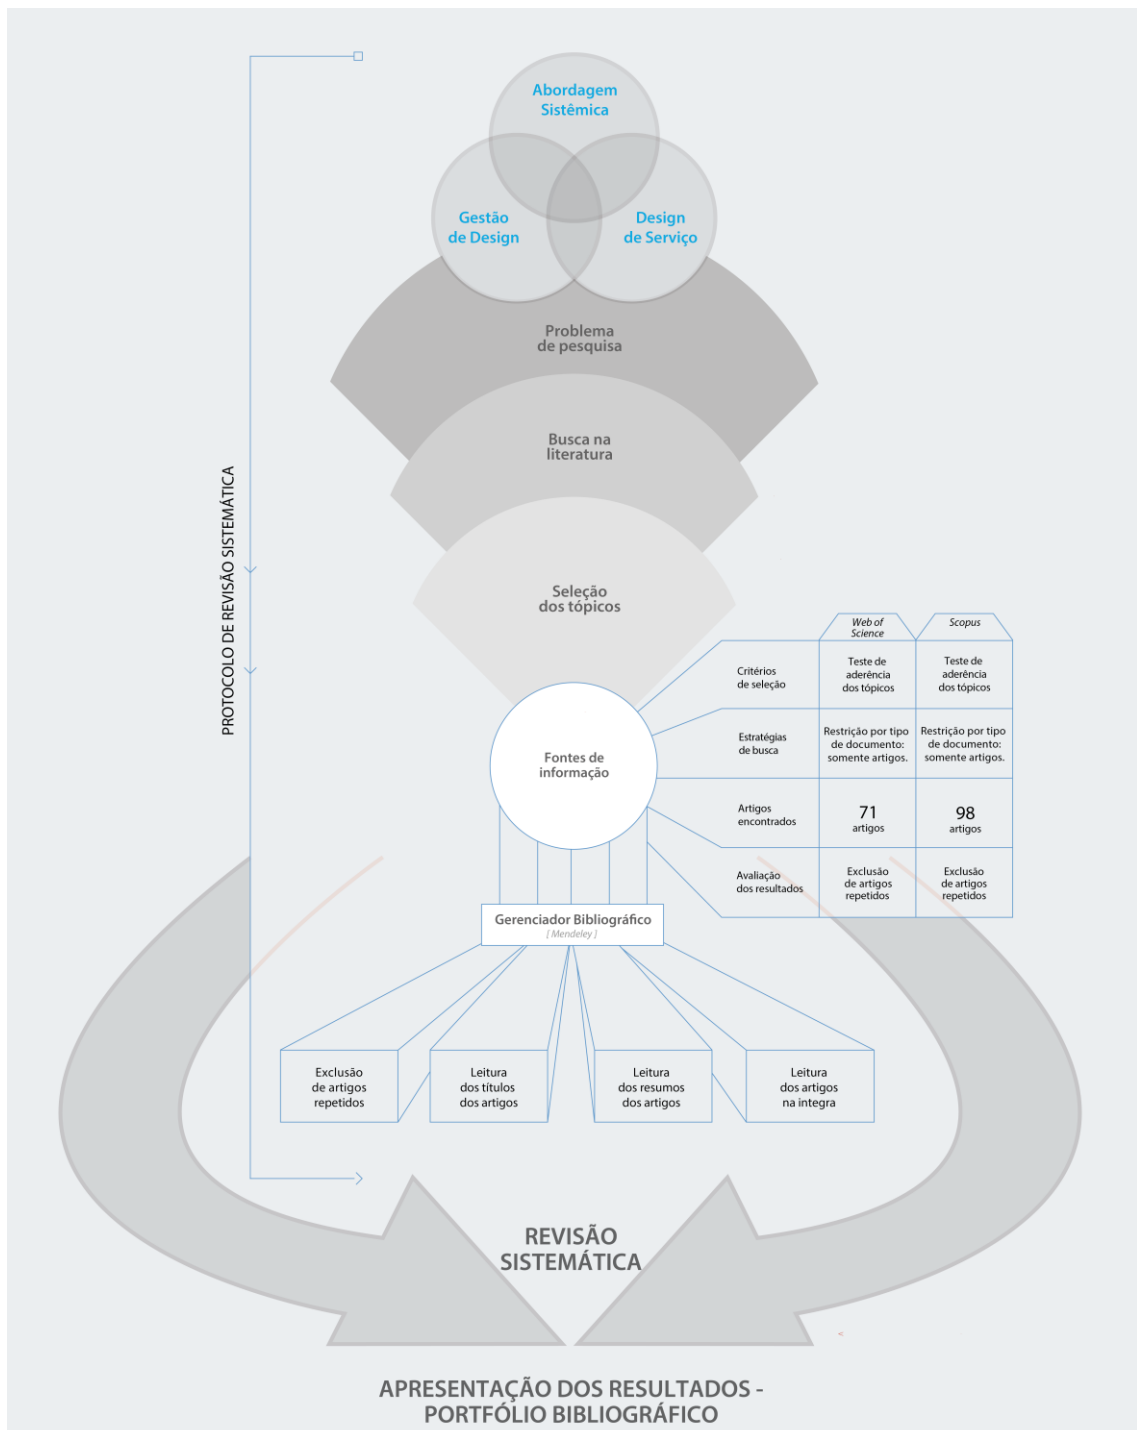 Abordagem
Sistêmica
Gestão
de Design
Design
de Serviço
Problema
de pesquisa
Busca na
literatura
Seleção
dos tópicos
PROTOCOLO DE REVISÃO SISTEMÁTICA
Fontes de
informação
Web of
Science
Scopus
Critérios
de seleção
Teste de
aderência
dos tópicos
Teste de
aderência
dos tópicos
Estratégias
de busca
Restrição por tipo
de documento:
somente artigos.
Restrição por tipo
de documento:
somente artigos.
Artigos
encontrados
71
artigos
98
artigos
Avaliação
dos resultados
Exclusão
de artigos
repetidos
Exclusão
de artigos
repetidos
Gerenciador Bibliográfico
[ Mendeley ]
Exclusão
de artigos
repetidos
Leitura
dos títulos
dos artigos
Leitura
dos resumos
dos artigos
Leitura
dos artigos
na integra
REVISÃO
SISTEMÁTICA
APRESENTAÇÃO DOS RESULTADOS -
PORTFÓLIO BIBLIOGRÁFICO